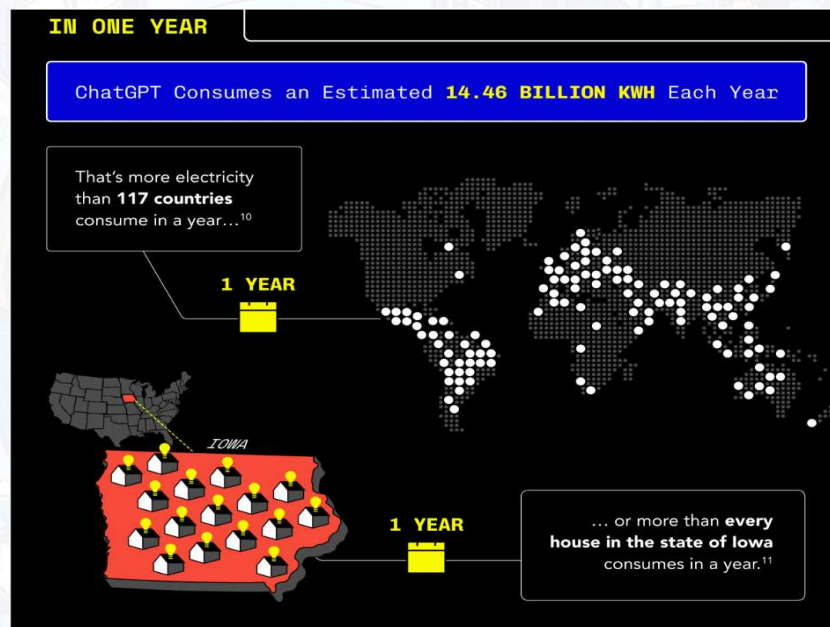 IN ONE YEAR
ChatGPT Consumes an Estimated 14.46 BILLION KWH Each Year
That's more electricity
than 117 countries
consume in a year...¹⁰
1 YEAR
IOWA
1 YEAR
... or more than every
house in the state of Iowa
consumes in a year.¹¹